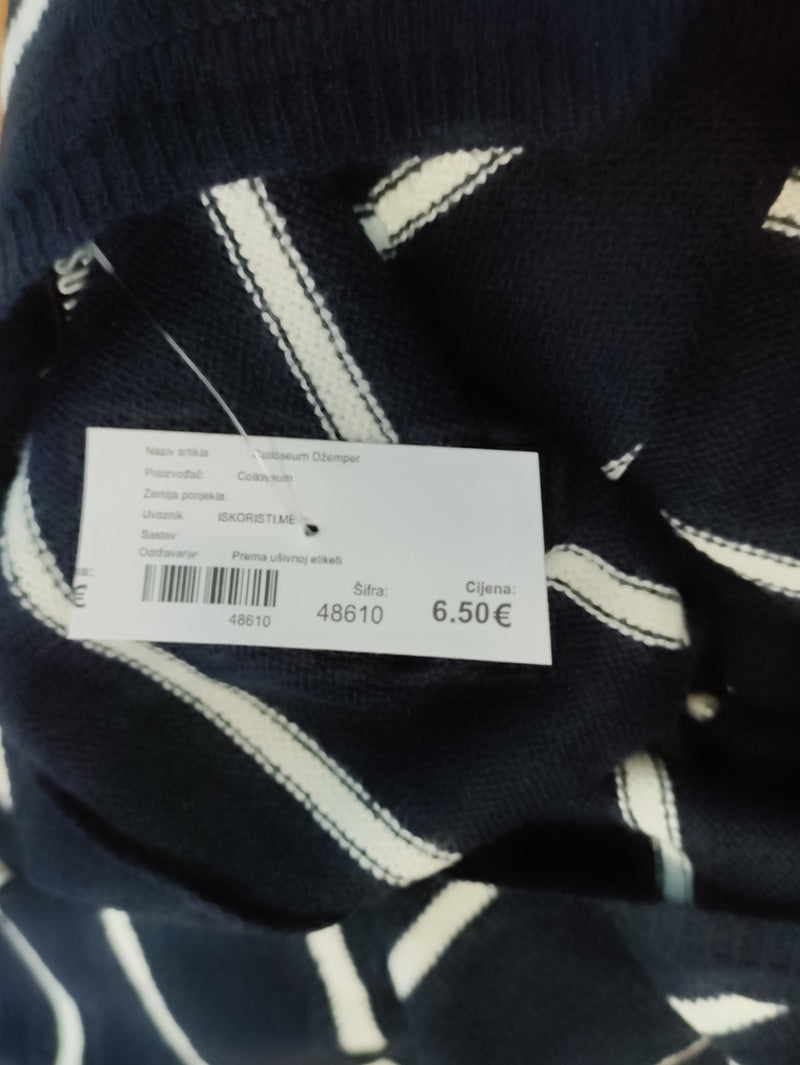 Naziv artikla Colloseum Džemper
Proizvođač: Colloseum
Zemlja porijekla:
Uvoznik ISKORISTI.ME
Sastav:
Održavanje Prema ušivnoj etiketi
Šifra: Cijena:
48610 48610 6.50€
€